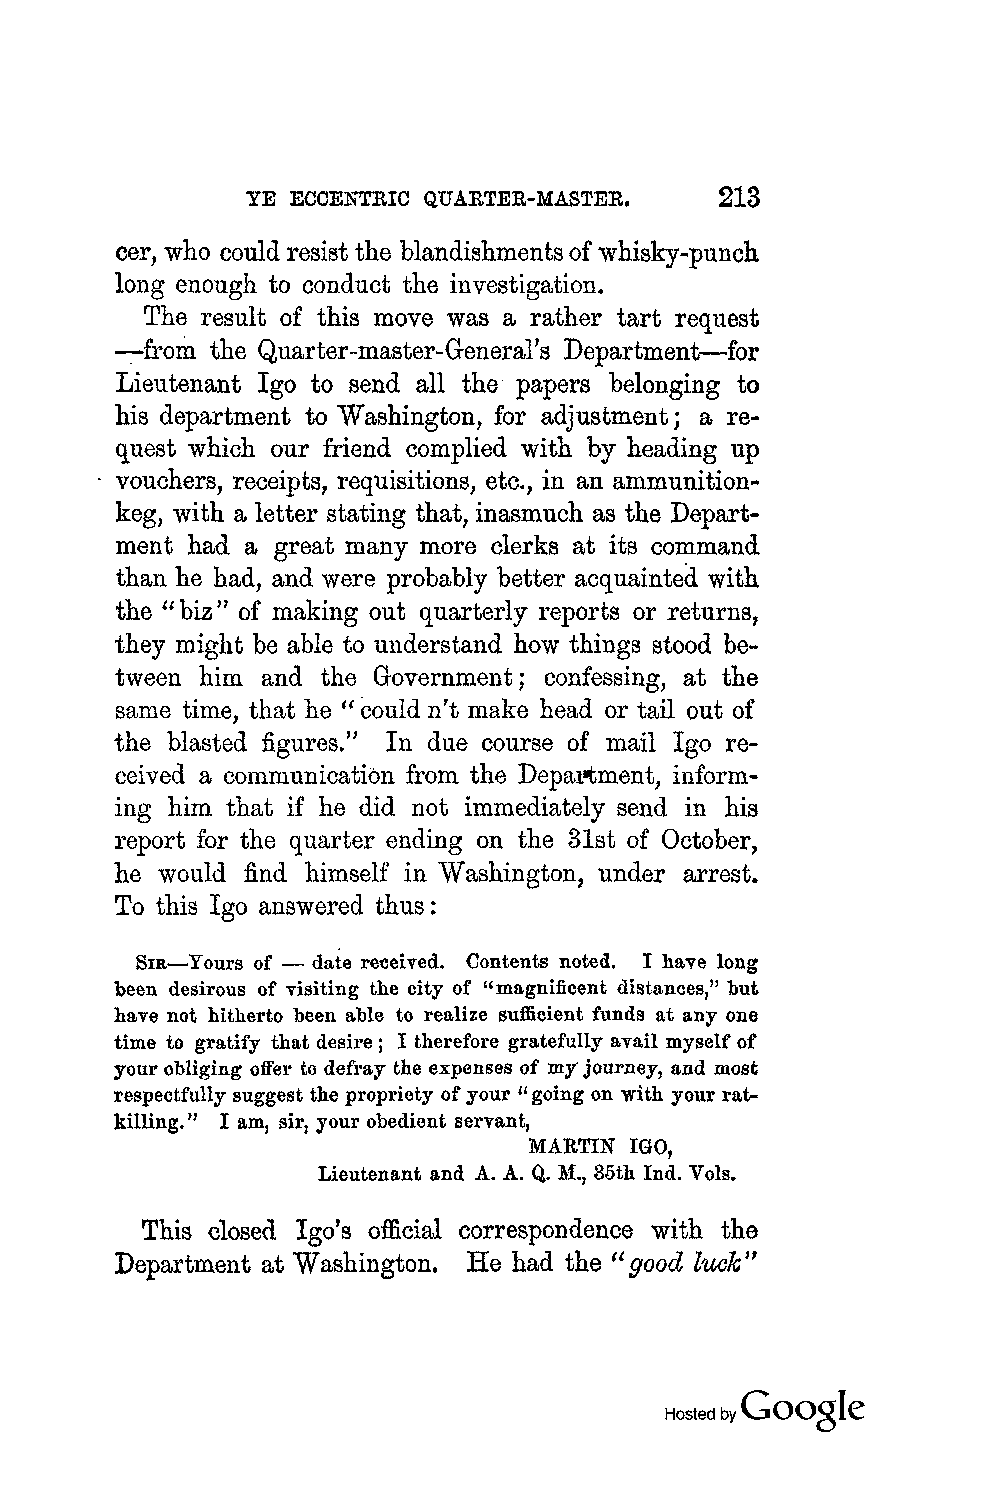 YE ECCENTRIC QUARTER-MASTER. 213
cer, who could resist the blandishments of whisky-punch
long enough to conduct the investigation.
The result of this move was a rather tart request
—from the Quarter-master-General's Department—for
Lieutenant Igo to send all the papers belonging to
his department to Washington, for adjustment; a re-
quest which our friend complied with by heading up
vouchers, receipts, requisitions, etc., in an ammunition-
keg, with a letter stating that, inasmuch as the Depart-
ment had a great many more clerks at its command
than he had, and were probably better acquainted with
the "biz" of making out quarterly reports or returns,
they might be able to understand how things stood be-
tween him and the Government; confessing, at the
same time, that he "could n't make head or tail out of
the blasted figures." In due course of mail Igo re-
ceived a communication from the Department, inform-
ing him that if he did not immediately send in his
report for the quarter ending on the 31st of October,
he would find himself in Washington, under arrest.
To this Igo answered thus:
SIR—Yours of — date received. Contents noted. I have long
been desirous of visiting the city of "magnificent distances," but
have not hitherto been able to realize sufficient funds at any one
time to gratify that desire; I therefore gratefully avail myself of
your obliging offer to defray the expenses of my journey, and most
respectfully suggest the propriety of your "going on with your rat-
killing." I am, sir, your obedient servant,
MARTIN IGO,
Lieutenant and A. A. Q. M., 35th Ind. Vols.
This closed Igo's official correspondence with the
Department at Washington. He had the "good luck"
Hosted by Google